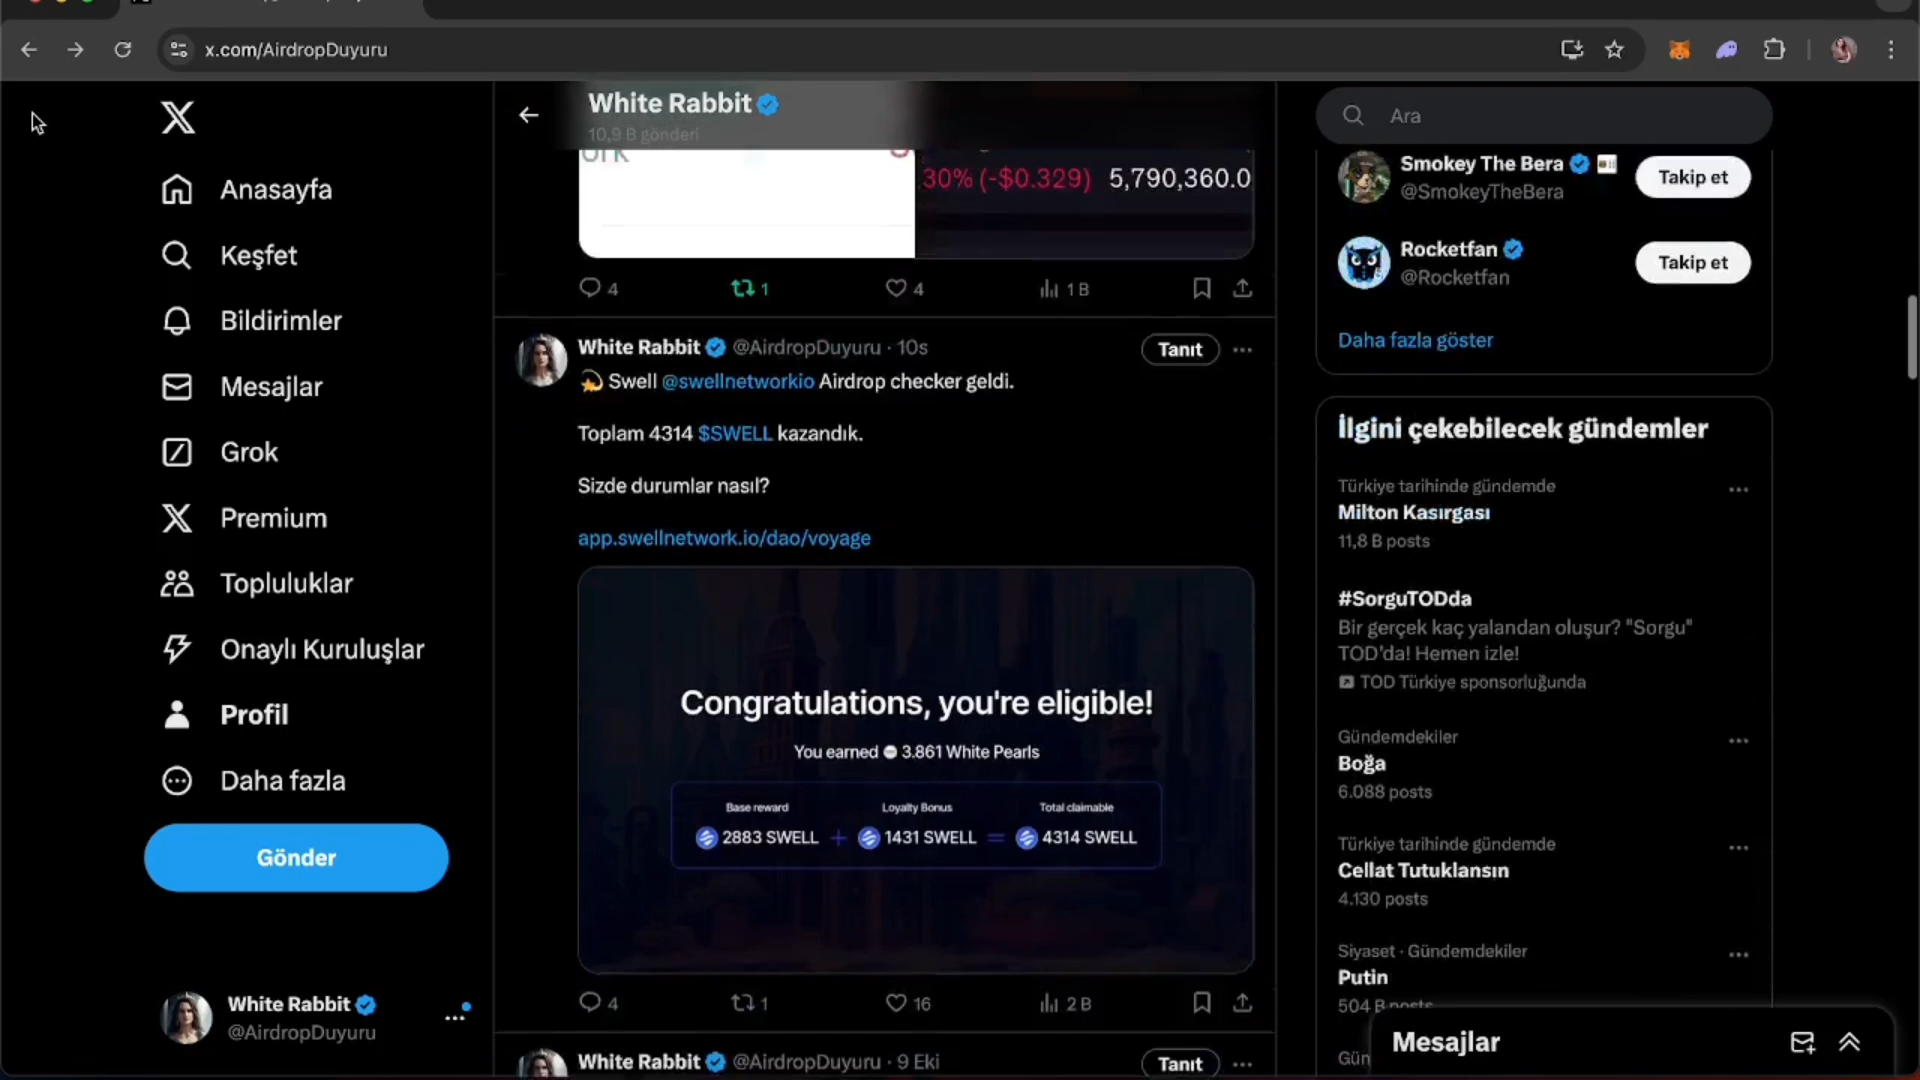 x.com/AirdropDuyuru
Anasayfa
Keşfet
Bildirimler
Mesajlar
Grok
Premium
Topluluklar
Onaylı Kuruluşlar
Profil
Daha fazla
Gönder
White Rabbit
@AirdropDuyuru
White Rabbit
10,9 B gönderi
30% (-$0.329) 5,790,360.0
4 1 4 1 B
White Rabbit @AirdropDuyuru · 10s
Tanıt
Swell @swellnetworkio Airdrop checker geldi.
Toplam 4314 $SWELL kazandık.
Sizde durumlar nasıl?
app.swellnetwork.io/dao/voyage
Congratulations, you're eligible!
You earned 3.861 White Pearls
Base reward Loyalty Bonus Total claimable
2883 SWELL + 1431 SWELL = 4314 SWELL
4 1 16 2 B
White Rabbit @AirdropDuyuru · 9 Eki
Tanıt
Ara
Smokey The Bera
@SmokeyTheBera
Takip et
Rocketfan
@Rocketfan
Takip et
Daha fazla göster
İlgini çekebilecek gündemler
Türkiye tarihinde gündemde
Milton Kasırgası
11,8 B posts
#SorguTODda
Bir gerçek kaç yalandan oluşur? "Sorgu"
TOD'da! Hemen izle!
TOD Türkiye sponsorluğunda
Gündemdekiler
Boğa
6.088 posts
Türkiye tarihinde gündemde
Cellat Tutuklansın
4.130 posts
Siyaset · Gündemdekiler
Putin
504 B posts
Mesajlar